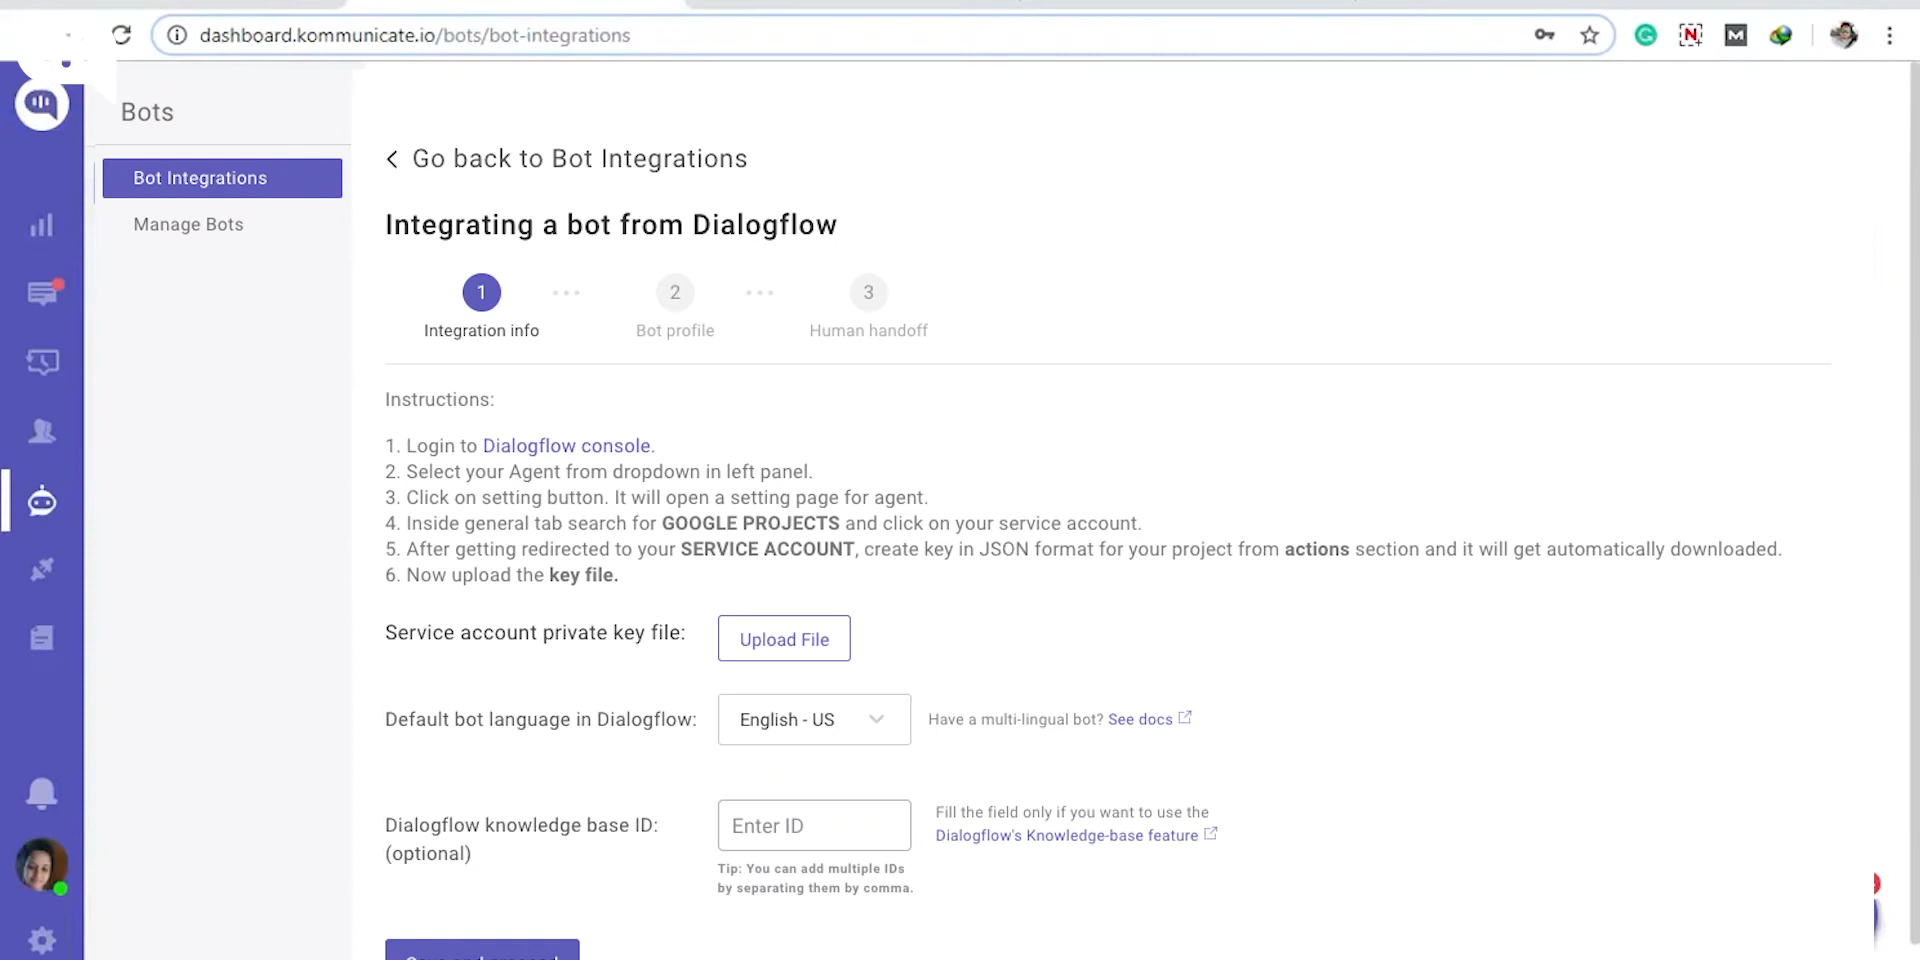 dashboard.kommunicate.io/bots/bot-integrations
Bots
Bot Integrations
Manage Bots
Go back to Bot Integrations
Integrating a bot from Dialogflow
1 2 3
Integration info Bot profile Human handoff
Instructions:
1. Login to Dialogflow console.
2. Select your Agent from dropdown in left panel.
3. Click on setting button. It will open a setting page for agent.
4. Inside general tab search for GOOGLE PROJECTS and click on your service account.
5. After getting redirected to your SERVICE ACCOUNT, create key in JSON format for your project from actions section and it will get automatically downloaded.
6. Now upload the key file.
Service account private key file: Upload File
Default bot language in Dialogflow: English - US Have a multi-lingual bot? See docs
Dialogflow knowledge base ID:
(optional)
Enter ID
Fill the field only if you want to use the
Dialogflow's Knowledge-base feature
Tip: You can add multiple IDs
by separating them by comma.